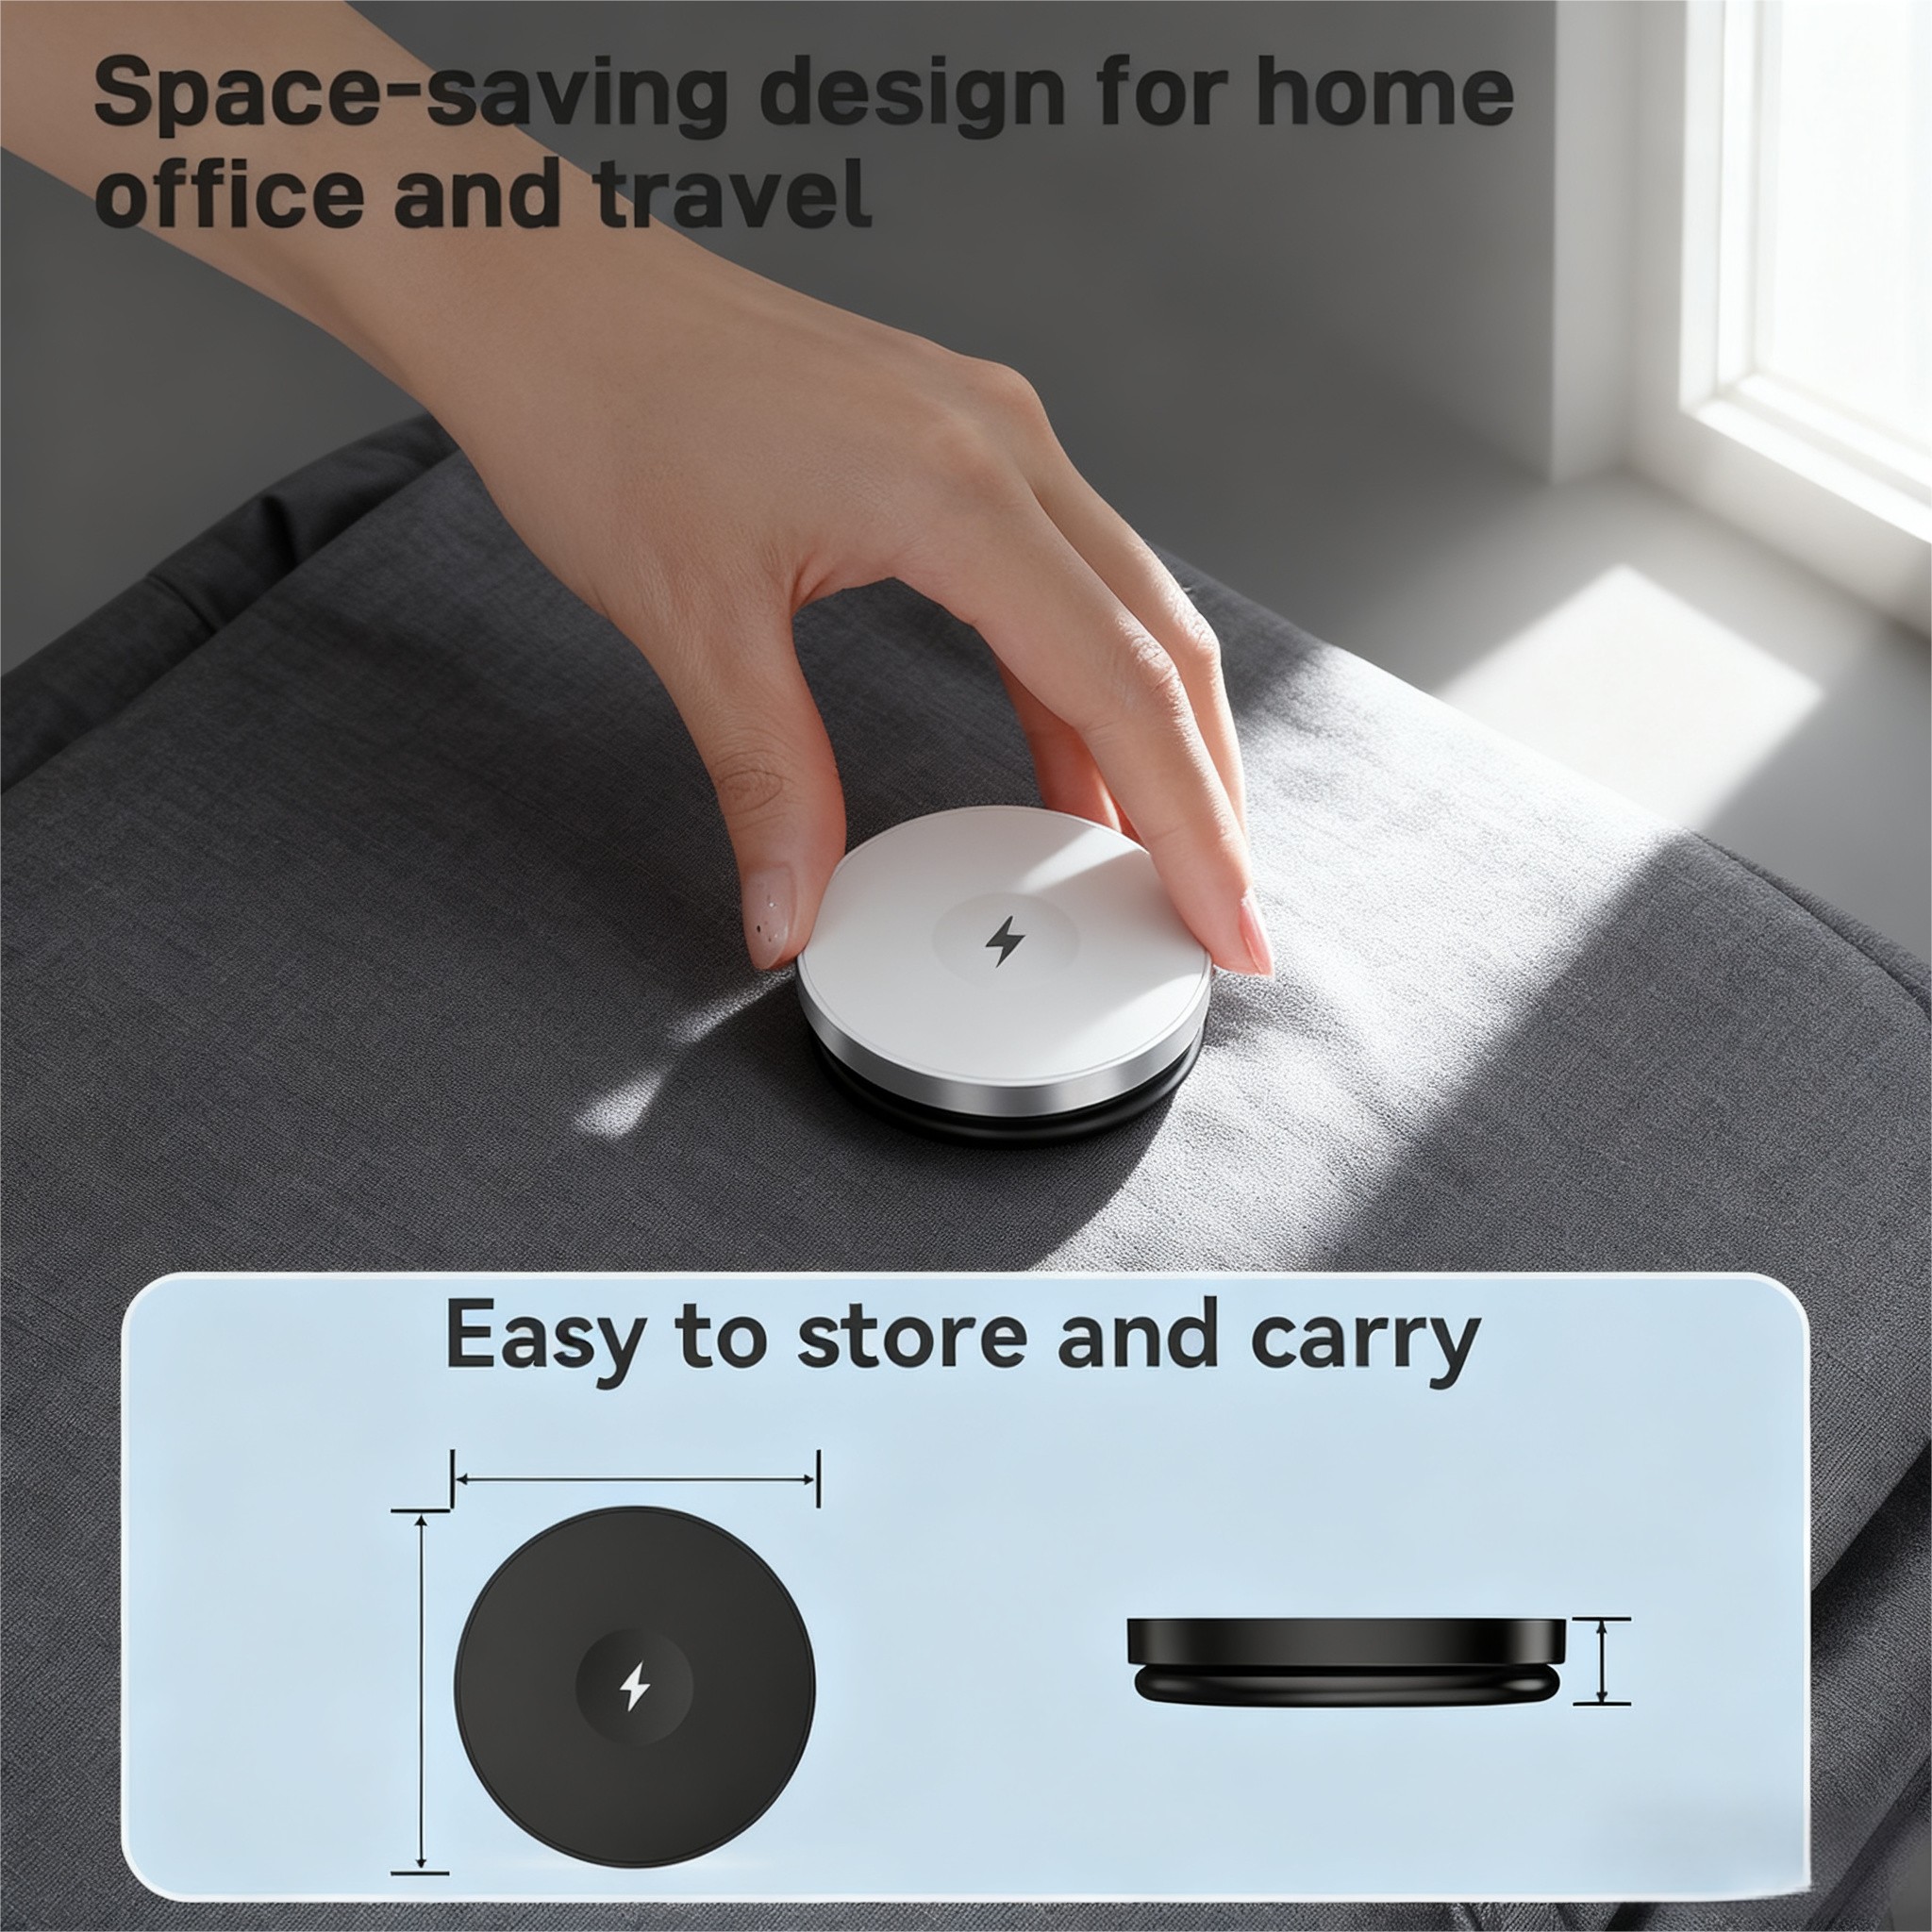 Space-saving design for home
office and travel
Easy to store and carry